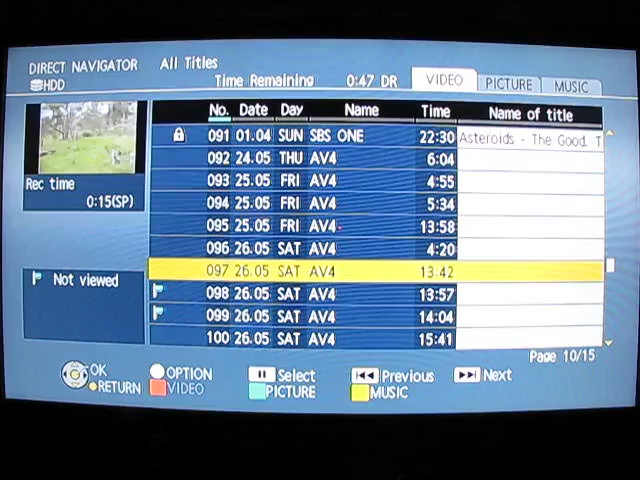 DIRECT NAVIGATOR All Titles
HDD
Time Remaining 0:47 DR VIDEO PICTURE MUSIC
No. Date Day Name Time Name of title
091 01.04 SUN SBS ONE 22:30 Asteroids - The Good. T
092 24.05 THU AV4 6:04
093 25.05 FRI AV4 4:55
094 25.05 FRI AV4 5:34
095 25.05 FRI AV4 13:58
096 26.05 SAT AV4 4:20
097 26.05 SAT AV4 13:42
098 26.05 SAT AV4 13:57
099 26.05 SAT AV4 14:04
100 26.05 SAT AV4 15:41
Rec time
0:15(SP)
Not viewed
Page 10/15
OK OPTION Select Previous Next
RETURN VIDEO PICTURE MUSIC